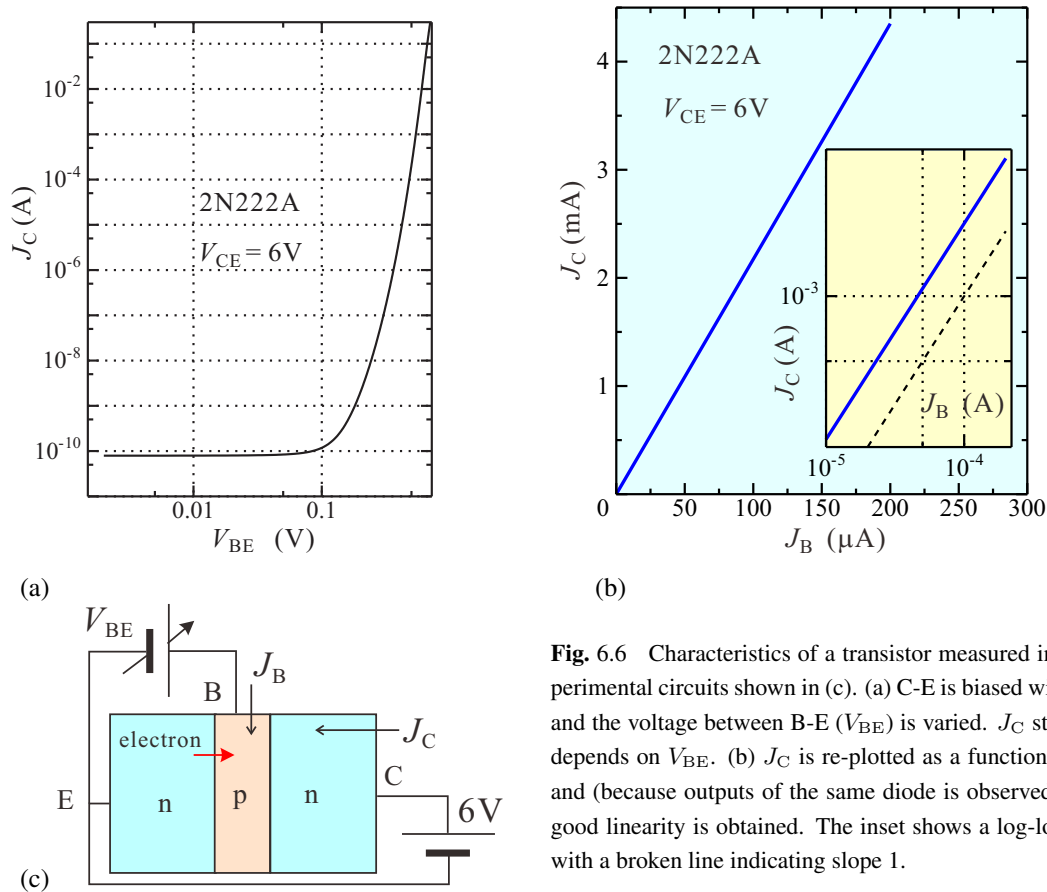 10^-2
10^-4
10^-6
10^-8
10^-10
J_C (A)
2N222A
V_CE = 6V
0.01
0.1
V_BE (V)
(a)
4
3
2
1
0
J_C (mA)
2N222A
V_CE = 6V
10^-3
J_C (A)
J_B (A)
10^-5
10^-4
50
100
150
200
250
300
J_B (µA)
(b)
V_BE
B
J_B
electron
J_C
C
E
n
p
n
6V
(c)
Fig. 6.6 Characteristics of a transistor measured in
perimental circuits shown in (c). (a) C-E is biased wi
and the voltage between B-E (V_BE) is varied. J_C st
depends on V_BE. (b) J_C is re-plotted as a function
and (because outputs of the same diode is observed
good linearity is obtained. The inset shows a log-lo
with a broken line indicating slope 1.